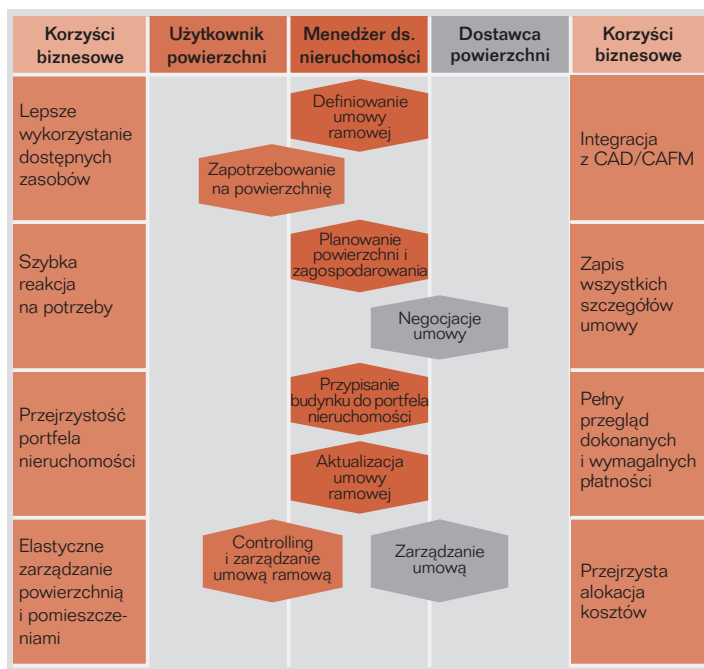 Korzyści
biznesowe
Użytkownik
powierzchni
Menedżer ds.
nieruchomości
Dostawca
powierzchni
Korzyści
biznesowe
Lepsze
wykorzystanie
dostępnych
zasobów
Definiowanie
umowy
ramowej
Zapotrzebowanie
na powierzchnię
Integracja
z CAD/CAFM
Szybka
reakcja
na potrzeby
Planowanie
powierzchni i
zagospodarowania
Negocjacje
umowy
Zapis
wszystkich
szczegółów
umowy
Przejrzystość
portfela
nieruchomości
Przypisanie
budynku do portfela
nieruchomości
Aktualizacja
umowy
ramowej
Pełny
przegląd
dokonanych
i wymagalnych
płatności
Elastyczne
zarządzanie
powierzchnią
i pomieszcze-
niami
Controlling
i zarządzanie
umową ramową
Zarządzanie
umową
Przejrzysta
alokacja
kosztów